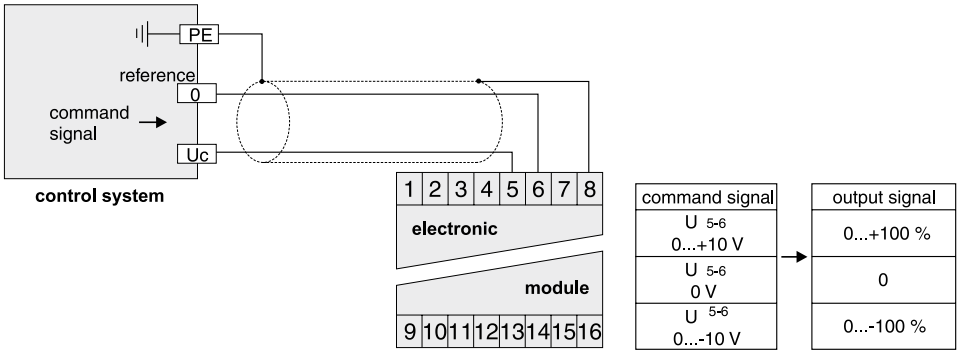 PE
reference
0
command
signal
Uc
control system
1 2 3 4 5 6 7 8
electronic
module
9 10 11 12 13 14 15 16
command signal
U 5-6
0...+10 V
U 5-6
0 V
U 5-6
0...-10 V
output signal
0...+100 %
0
0...-100 %